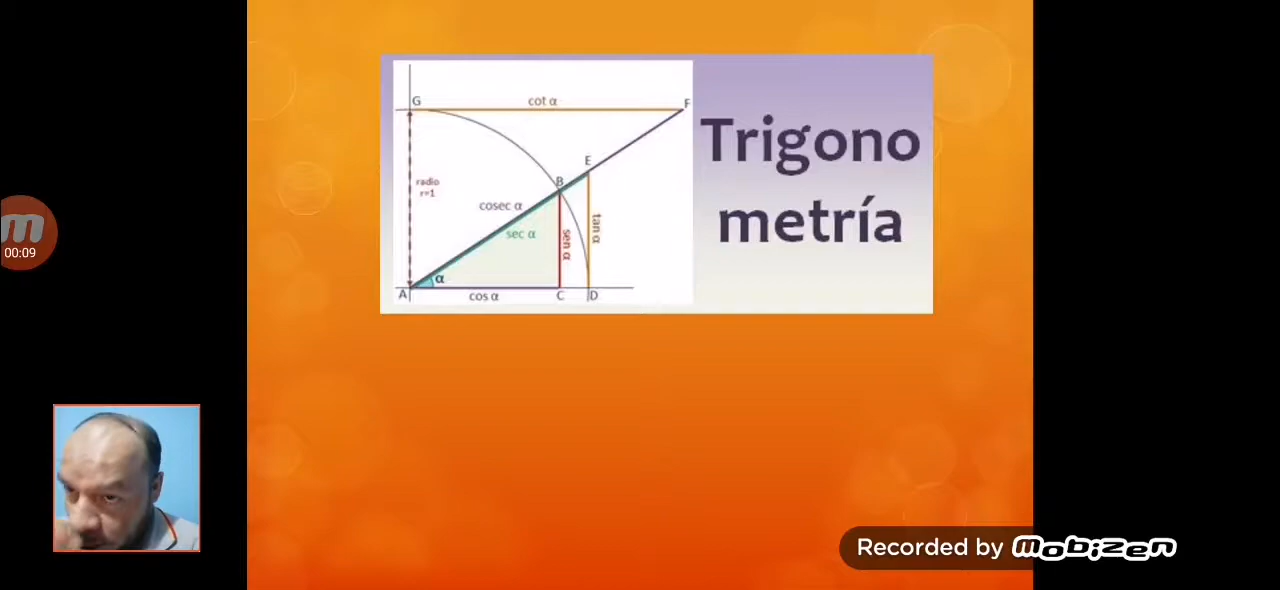 G
cot α
F
Trigono
metría
E
B
radio
r=1
cosec α
sec α
sen α
tan α
α
A
cos α
C
D
00:09
Recorded by Mobizen